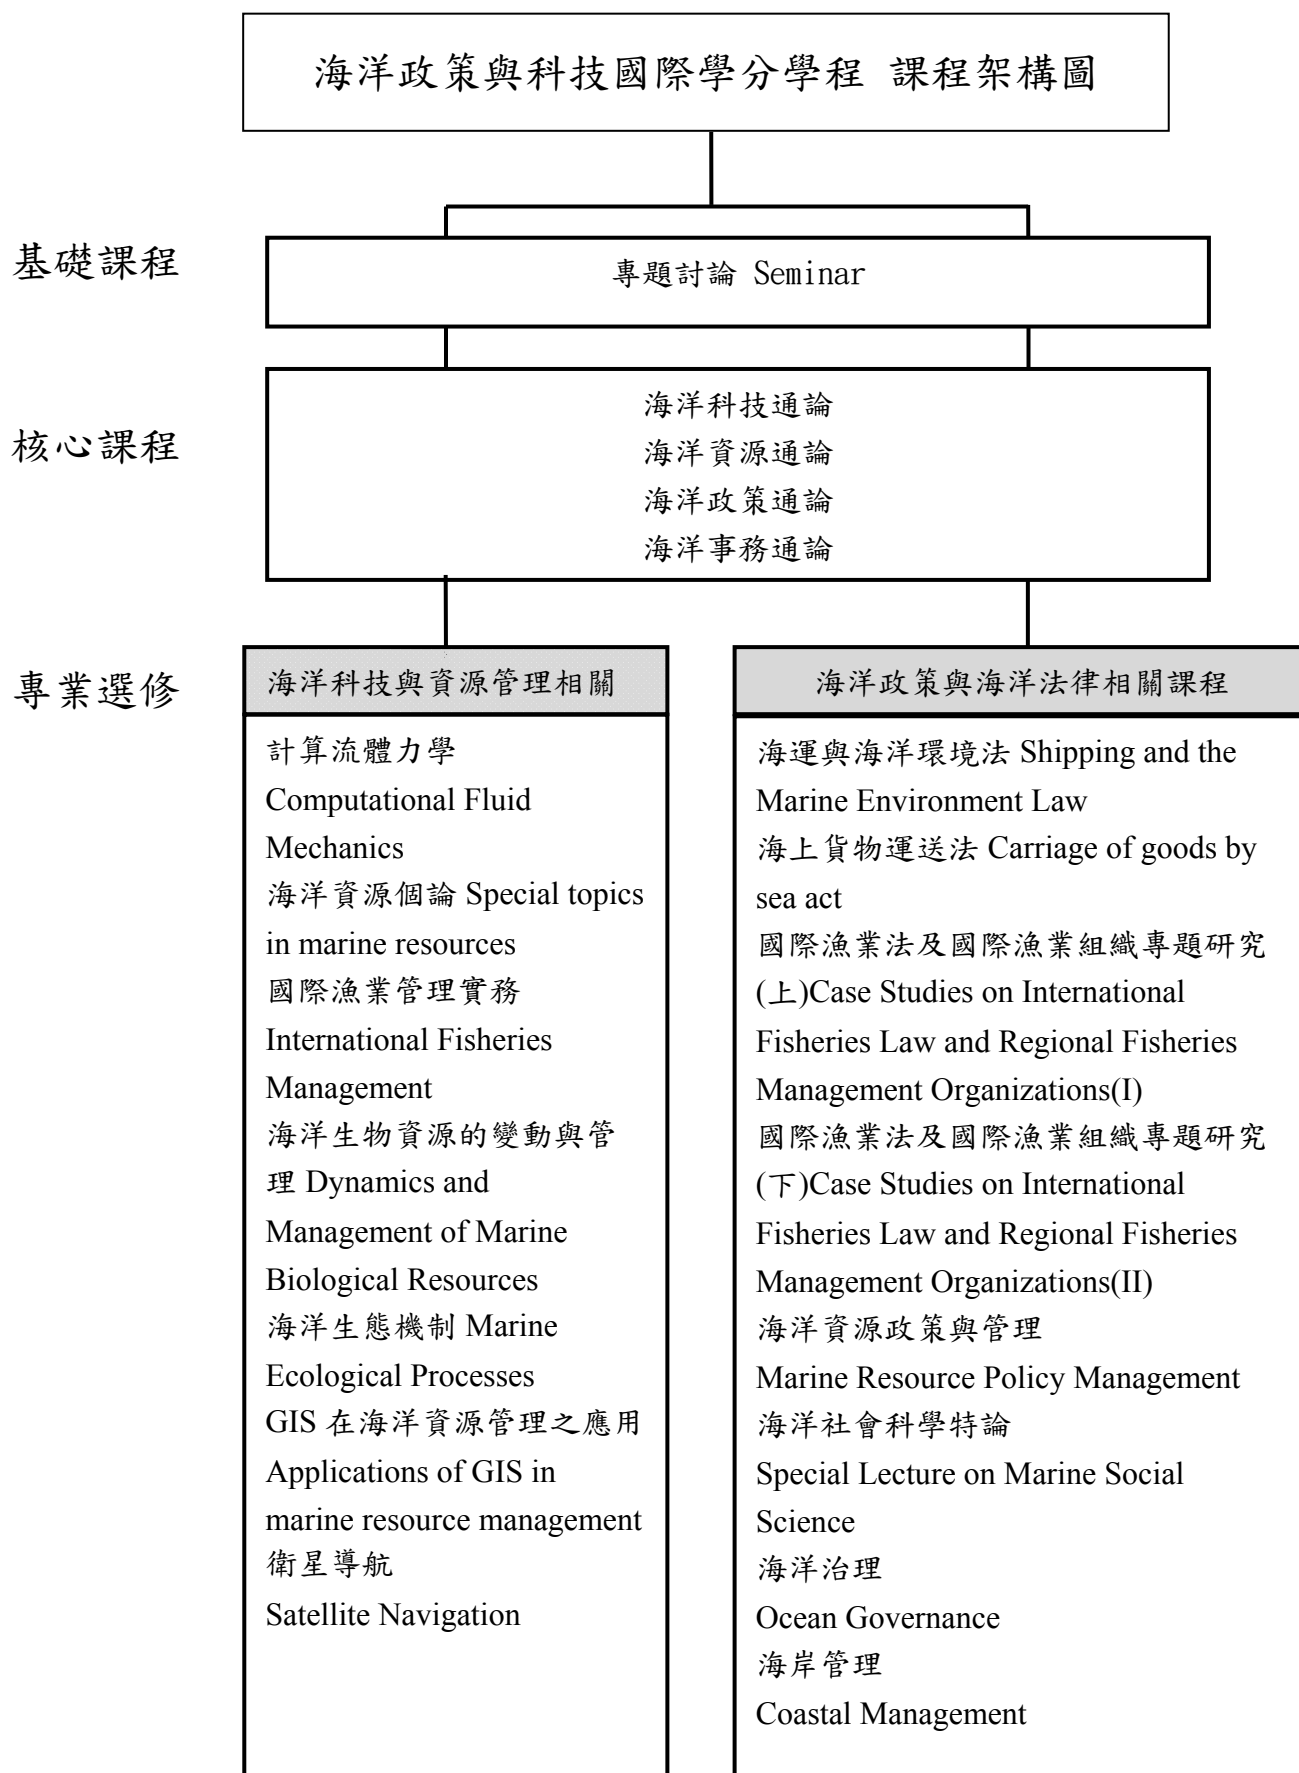 海洋政策與科技國際學分學程 課程架構圖
基礎課程
專題討論 Seminar
核心課程
海洋科技通論
海洋資源通論
海洋政策通論
海洋事務通論
專業選修
海洋科技與資源管理相關
計算流體力學
Computational Fluid
Mechanics
海洋資源個論 Special topics
in marine resources
國際漁業管理實務
International Fisheries
Management
海洋生物資源的變動與管
理 Dynamics and
Management of Marine
Biological Resources
海洋生態機制 Marine
Ecological Processes
GIS 在海洋資源管理之應用
Applications of GIS in
marine resource management
衛星導航
Satellite Navigation
海洋政策與海洋法律相關課程
海運與海洋環境法 Shipping and the
Marine Environment Law
海上貨物運送法 Carriage of goods by
sea act
國際漁業法及國際漁業組織專題研究
(上)Case Studies on International
Fisheries Law and Regional Fisheries
Management Organizations(I)
國際漁業法及國際漁業組織專題研究
(下)Case Studies on International
Fisheries Law and Regional Fisheries
Management Organizations(II)
海洋資源政策與管理
Marine Resource Policy Management
海洋社會科學特論
Special Lecture on Marine Social
Science
海洋治理
Ocean Governance
海岸管理
Coastal Management